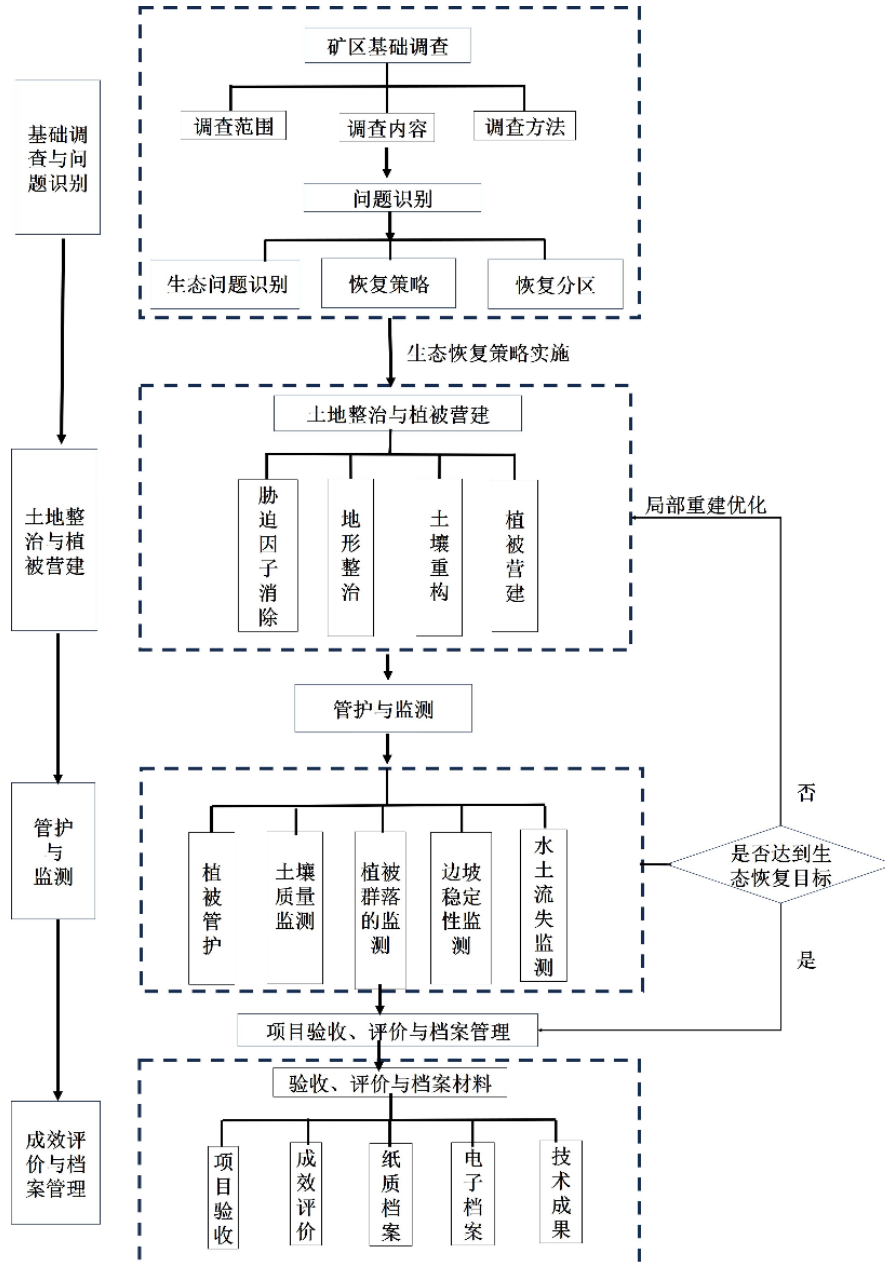 矿区基础调查
基础调
查与问
题识别
调查范围
调查内容
调查方法
问题识别
生态问题识别
恢复策略
恢复分区
生态恢复策略实施
土地整治与植被营建
土地整
治与植
被营建
胁迫因子消除
地形整治
土壤重构
植被营建
局部重建优化
管护与监测
管护
与
监测
植被管护
土壤
质量
监测
植被
群落
的监
测
边坡
稳定
性监
测
水土流失监测
否
是否达到生
态恢复目标
是
项目验收、评价与档案管理
验收、评价与档案材料
成效评
价与档
案管理
项目验收
成效评价
纸质档案
电子档案
技术成果